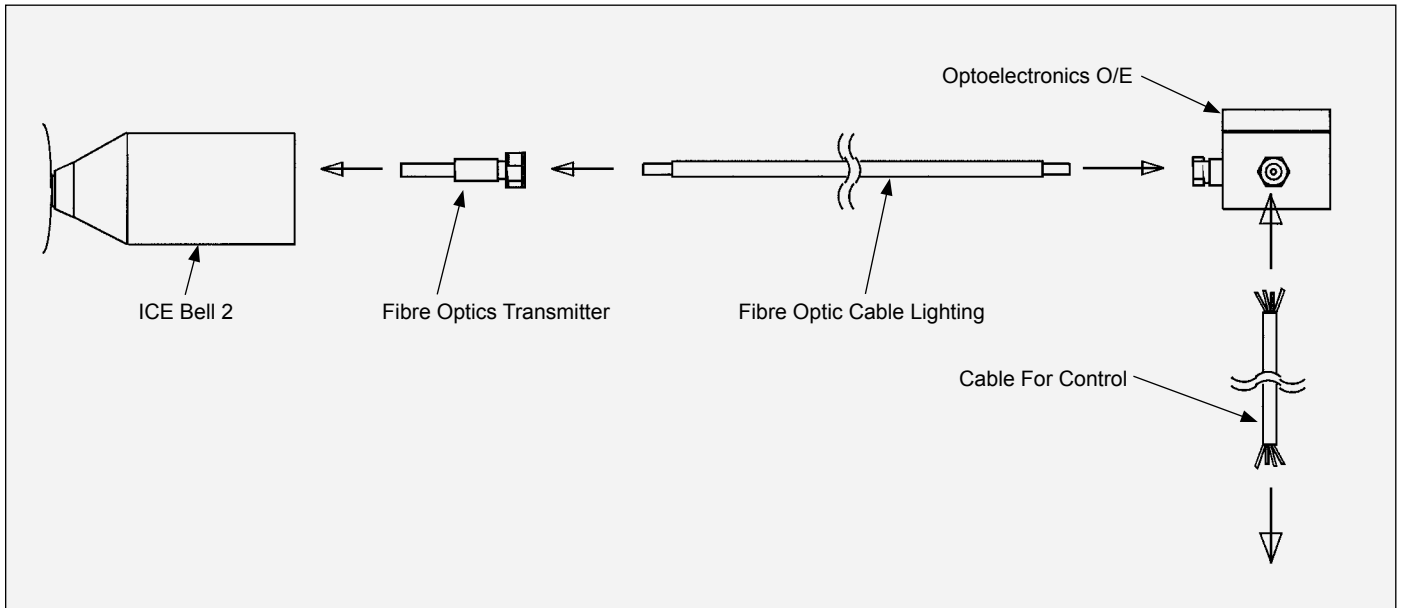 Optoelectronics O/E
ICE Bell 2
Fibre Optics Transmitter
Fibre Optic Cable Lighting
Cable For Control